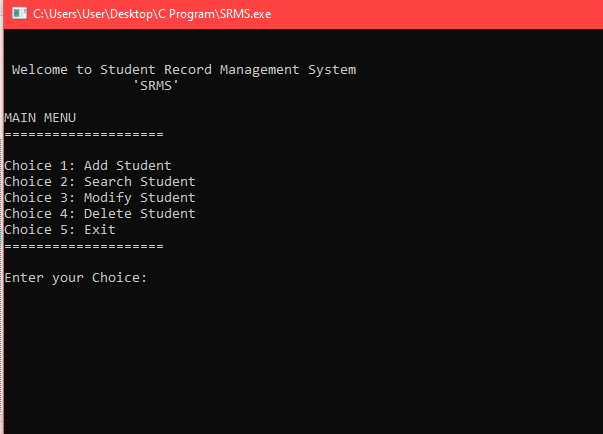 C:\Users\User\Desktop\C Program\SRMS.exe
Welcome to Student Record Management System
'SRMS'
MAIN MENU
====================
Choice 1: Add Student
Choice 2: Search Student
Choice 3: Modify Student
Choice 4: Delete Student
Choice 5: Exit
====================
Enter your Choice: